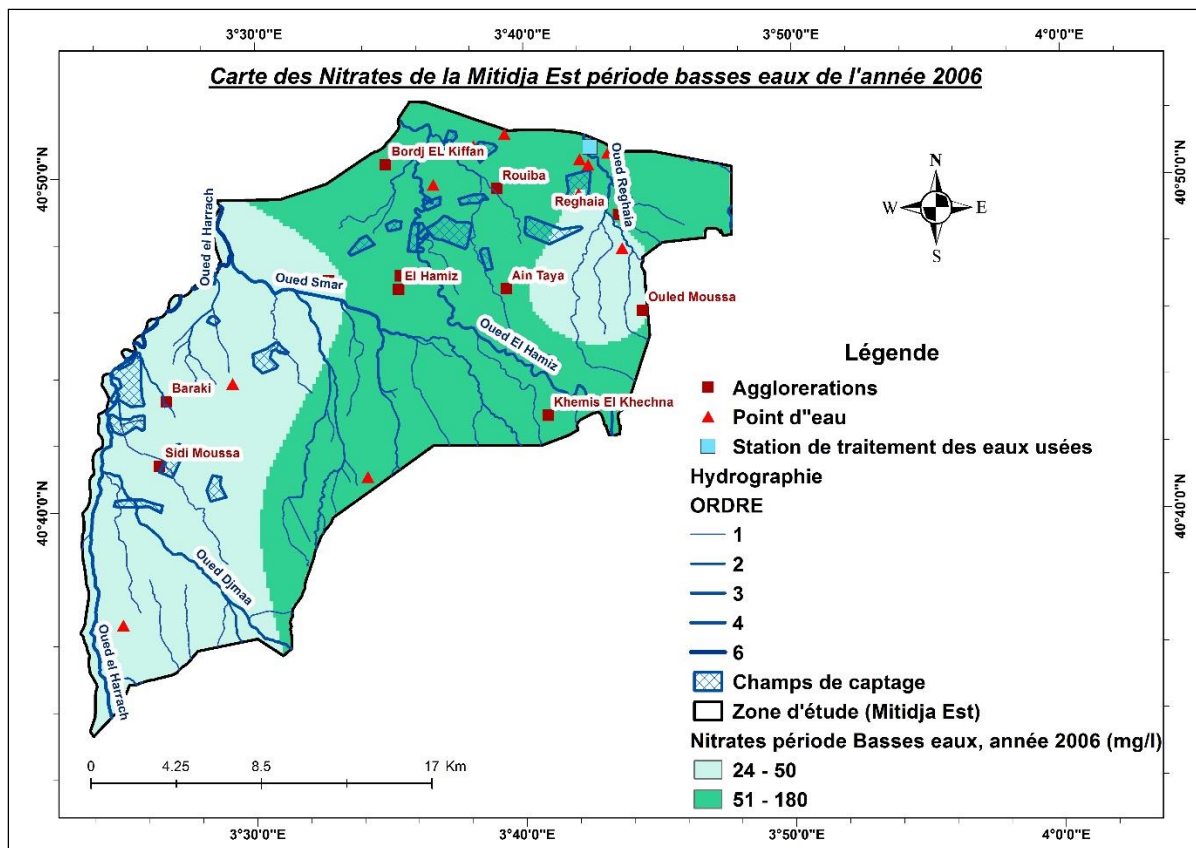 3°30'0"E
3°40'0"E
3°50'0"E
4°0'0"E
Carte des Nitrates de la Mitidja Est période basses eaux de l'année 2006
40°50'0"N
40°50'0"N
Bordj EL Kiffan
Rouiba
Reghaia
Oued Reghaia
Oued el Harrach
Oued Smar
El Hamiz
Ain Taya
Ouled Moussa
Oued El Hamiz
Baraki
Khemis El Khechna
Sidi Moussa
40°40'0"N
40°40'0"N
Oued Djmaa
Oued el Harrach
N
W
E
S
Légende
Agglorerations
Point d"eau
Station de traitement des eaux usées
Hydrographie
ORDRE
1
2
3
4
6
Champs de captage
Zone d'étude (Mitidja Est)
Nitrates période Basses eaux, année 2006 (mg/l)
24 - 50
51 - 180
0 4.25 8.5 17 Km
3°30'0"E
3°40'0"E
3°50'0"E
4°0'0"E